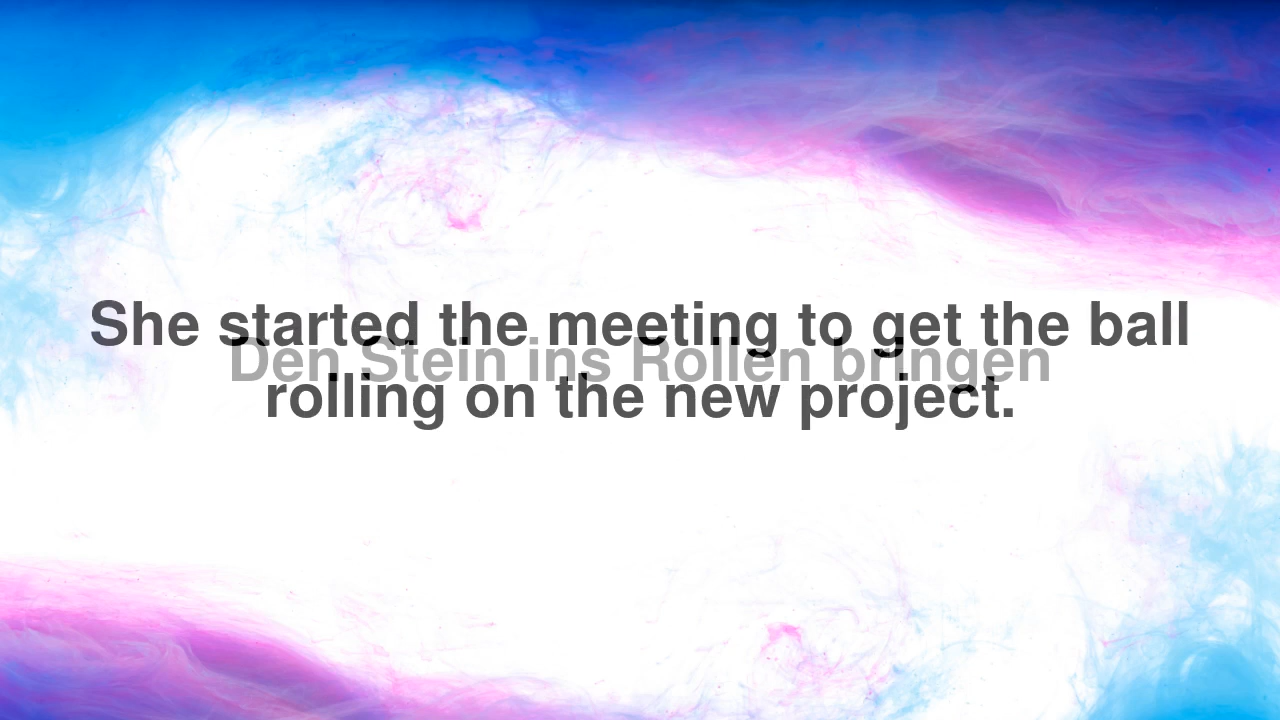 She started the meeting to get the ball
Den Stein ins Rollen bringen
rolling on the new project.